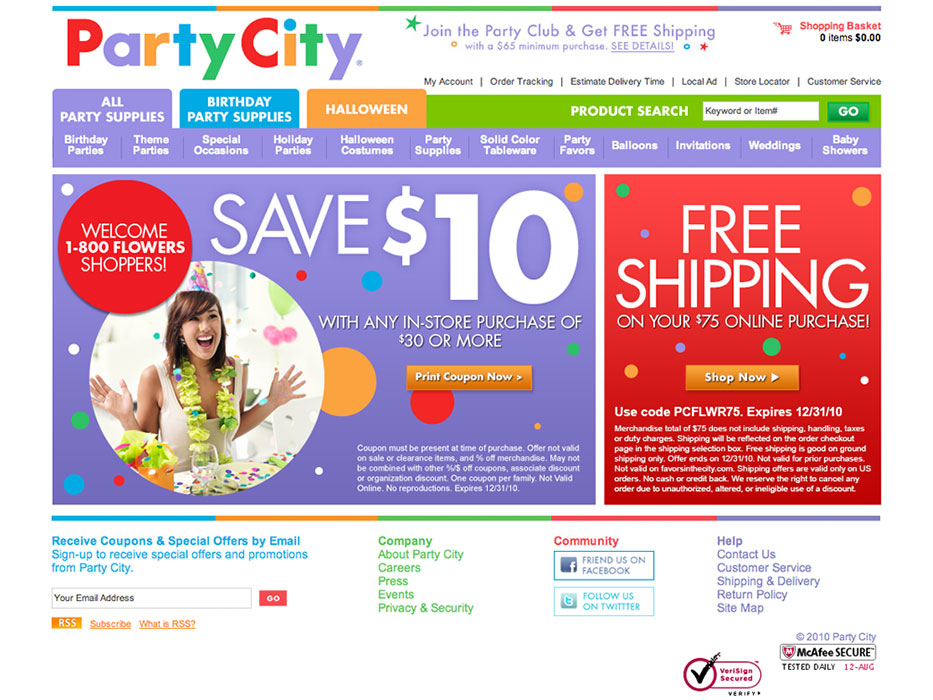 Party City®
Join the Party Club & Get FREE Shipping
with a $65 minimum purchase. SEE DETAILS!
Shopping Basket
0 items $0.00
My Account | Order Tracking | Estimate Delivery Time | Local Ad | Store Locator | Customer Service
ALL
PARTY SUPPLIES
BIRTHDAY
PARTY SUPPLIES
HALLOWEEN
PRODUCT SEARCH
Keyword or Item#
GO
Birthday
Parties
Theme
Parties
Special
Occasions
Holiday
Parties
Halloween
Costumes
Party
Supplies
Solid Color
Tableware
Party
Favors
Balloons
Invitations
Weddings
Baby
Showers
WELCOME
1-800 FLOWERS
SHOPPERS!
SAVE $10
WITH ANY IN-STORE PURCHASE OF
$30 OR MORE
Print Coupon Now >
Coupon must be present at time of purchase. Offer not valid
on sale or clearance items, and % off merchandise. May not
be combined with other %/$ off coupons, associate discount
or organization discount. One coupon per family. Not Valid
Online. No reproductions. Expires 12/31/10.
FREE
SHIPPING
ON YOUR $75 ONLINE PURCHASE!
Shop Now
Use code PCFLWR75. Expires 12/31/10
Merchandise total of $75 does not include shipping, handling, taxes
or duty charges. Shipping will be reflected on the order checkout
page in the shipping selection box. Free shipping is good on ground
shipping only. Offer ends on 12/31/10. Not valid for prior purchases.
Not valid on favorsinthecity.com. Shipping offers are valid only on US
orders. No cash or credit back. We reserve the right to cancel any
order due to unauthorized, altered, or ineligible use of a discount.
Receive Coupons & Special Offers by Email
Sign-up to receive special offers and promotions
from Party City.
Your Email Address
GO
RSS Subscribe What is RSS?
Company
About Party City
Careers
Press
Events
Privacy & Security
Community
FRIEND US ON
FACEBOOK
FOLLOW US
ON TWITTTER
Help
Contact Us
Customer Service
Shipping & Delivery
Return Policy
Site Map
© 2010 Party City
McAfee SECURE™
TESTED DAILY 12-AUG
VeriSign
Secured
VERIFY